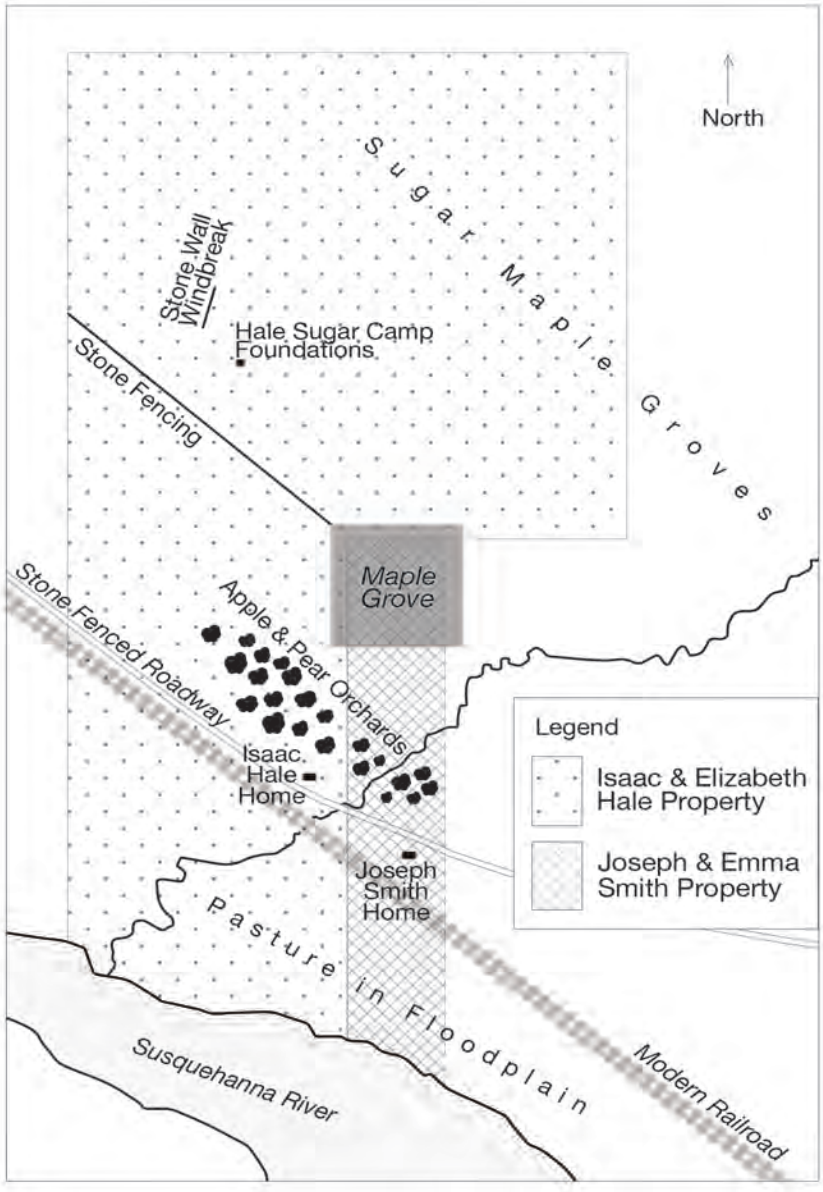 North
Sugar Maple Groves
Stone Wall
Windbreak
Hale Sugar Camp
Foundations
Stone Fencing
Maple
Grove
Apple & Pear Orchards
Stone Fenced Roadway
Isaac
Hale
Home
Joseph
Smith
Home
Legend
Isaac & Elizabeth
Hale Property
Joseph & Emma
Smith Property
Pasture in Floodplain
Susquehanna River
Modern Railroad